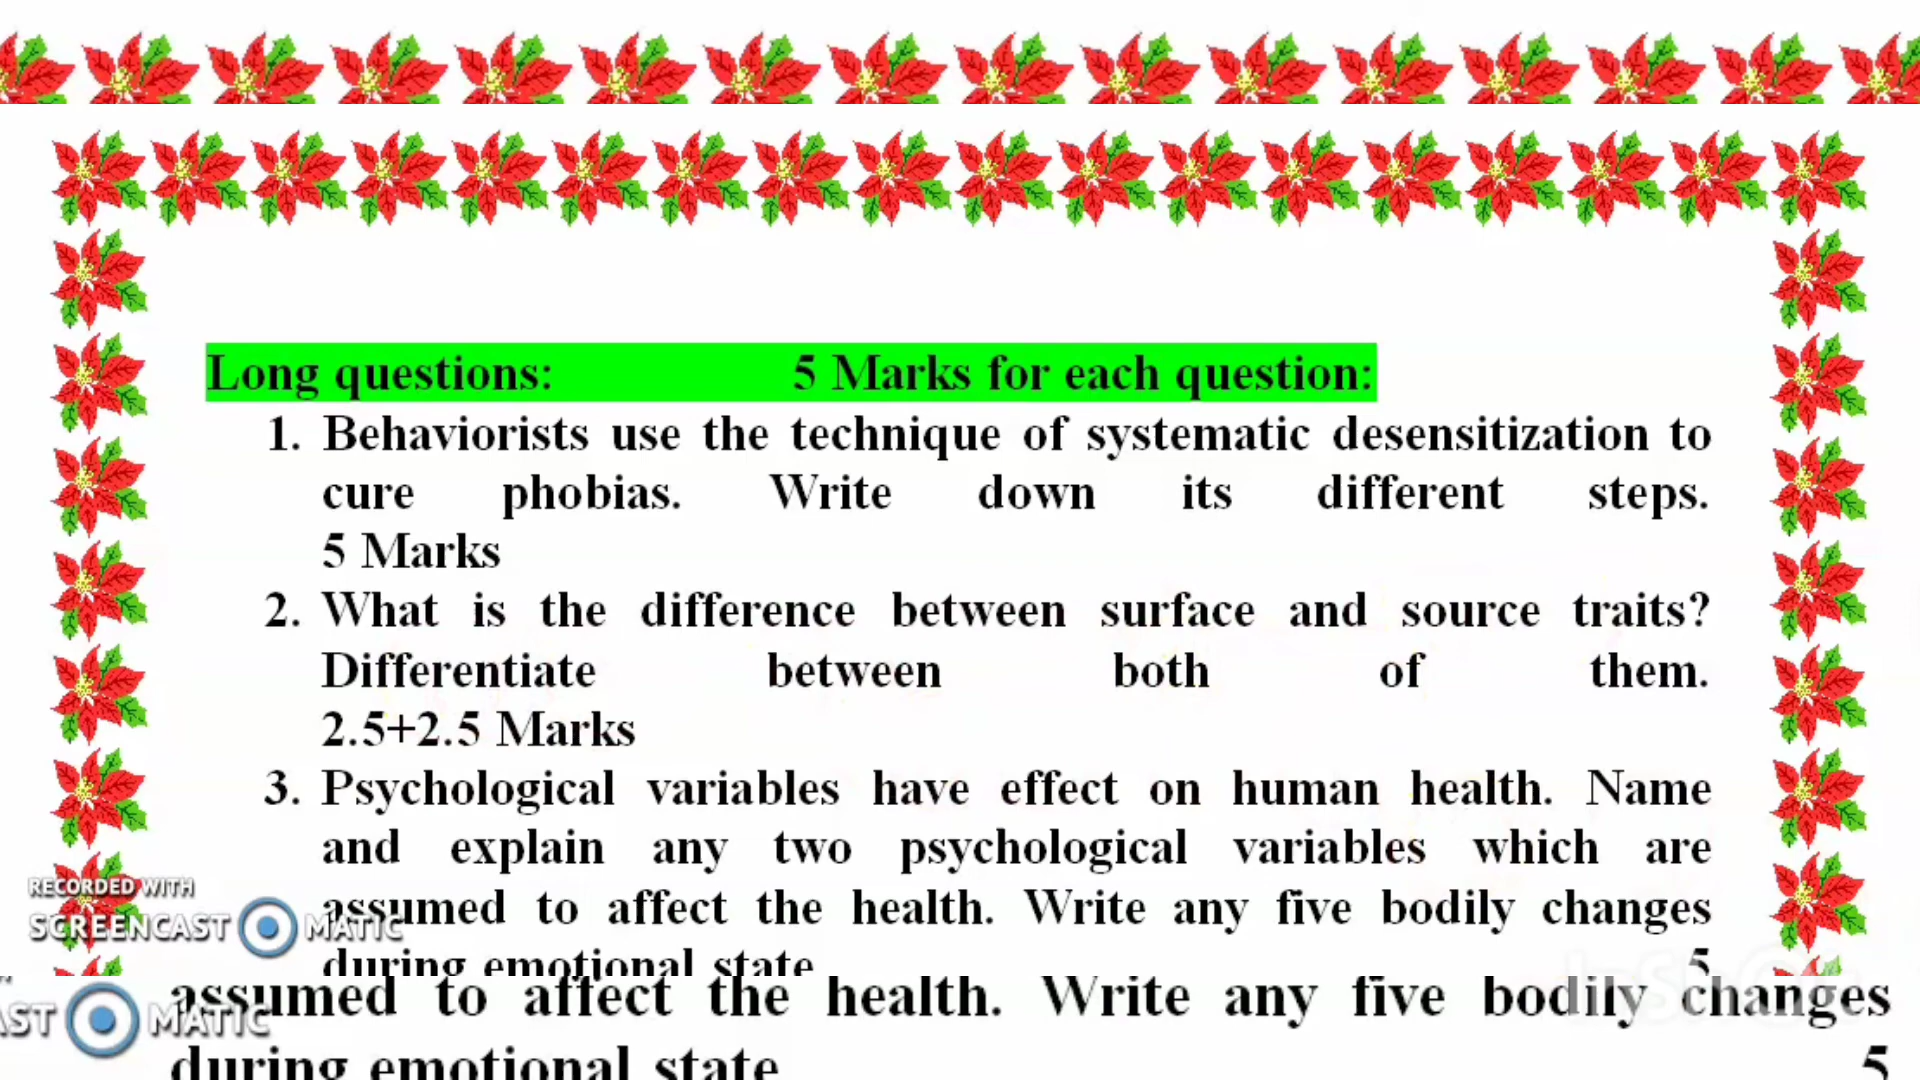 Long questions: 5 Marks for each question:
1. Behaviorists use the technique of systematic desensitization to
cure phobias. Write down its different steps.
5 Marks
2. What is the difference between surface and source traits?
Differentiate between both of them.
2.5+2.5 Marks
3. Psychological variables have effect on human health. Name
and explain any two psychological variables which are
assumed to affect the health. Write any five bodily changes
during emotional state 5
RECORDED WITH
SCREENCAST MATIC
assumed to affect the health. Write any five bodily changes
during emotional state 5
AST MATIC